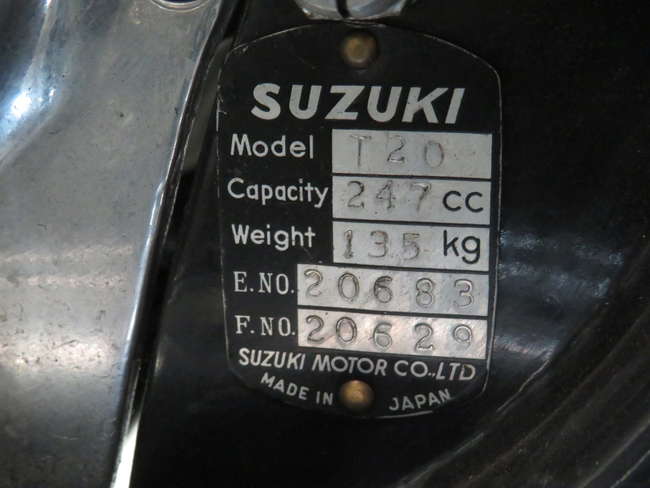 SUZUKI
Model T20
Capacity 247 cc
Weight 135 kg
E.NO. 20683
F.NO. 20629
SUZUKI MOTOR CO.,LTD
MADE IN JAPAN